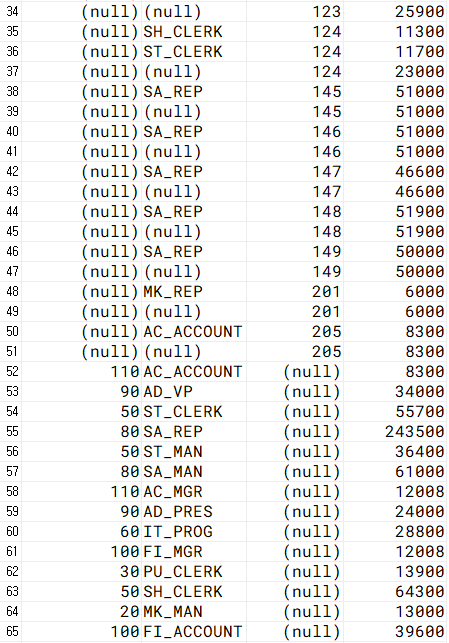 34 (null) (null) 123 25900
35 (null) SH_CLERK 124 11300
36 (null) ST_CLERK 124 11700
37 (null) (null) 124 23000
38 (null) SA_REP 145 51000
39 (null) (null) 145 51000
40 (null) SA_REP 146 51000
41 (null) (null) 146 51000
42 (null) SA_REP 147 46600
43 (null) (null) 147 46600
44 (null) SA_REP 148 51900
45 (null) (null) 148 51900
46 (null) SA_REP 149 50000
47 (null) (null) 149 50000
48 (null) MK_REP 201 6000
49 (null) (null) 201 6000
50 (null) AC_ACCOUNT 205 8300
51 (null) (null) 205 8300
52 110 AC_ACCOUNT (null) 8300
53 90 AD_VP (null) 34000
54 50 ST_CLERK (null) 55700
55 80 SA_REP (null) 243500
56 50 ST_MAN (null) 36400
57 80 SA_MAN (null) 61000
58 110 AC_MGR (null) 12008
59 90 AD_PRES (null) 24000
60 60 IT_PROG (null) 28800
61 100 FI_MGR (null) 12008
62 30 PU_CLERK (null) 13900
63 50 SH_CLERK (null) 64300
64 20 MK_MAN (null) 13000
65 100 FI_ACCOUNT (null) 39600